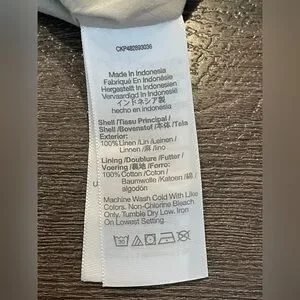 CKP482893036
Made In Indonesia
Fabriqué En Indonésie
Hergestellt In Indonesien
Vervaardigd In Indonesië
インドネシア製
hecho en indonesia
Shell /Tissu Principal /
Shell /Bovenstof /本体 /Tela
Exterior:
100% Linen /Lin /Leinen /
Linnen /麻 /lino
Lining /Doublure /Futter /
Voering /裏地 /Forro:
100% Cotton /Coton /
Baumwolle /Katoen /綿 /
algodón
Machine Wash Cold With Like
Colors. Non-Chlorine Bleach
Only. Tumble Dry Low. Iron
On Lowest Setting.